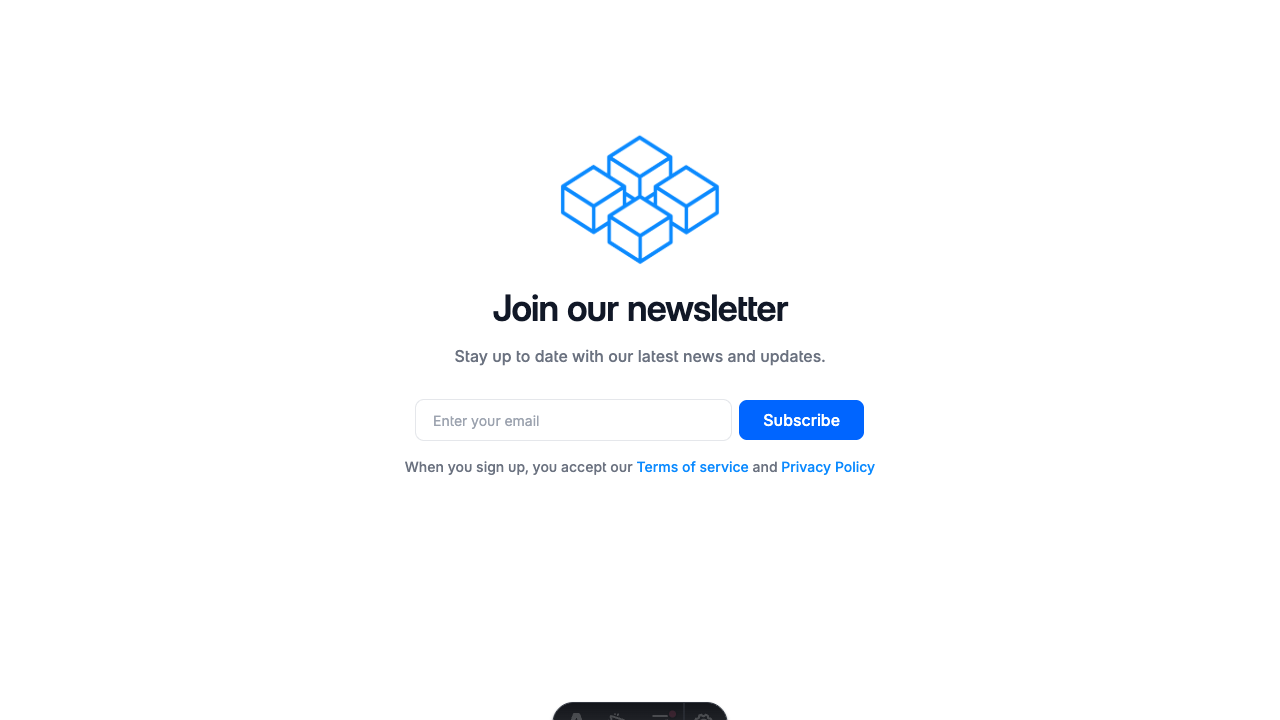 Join our newsletter
Stay up to date with our latest news and updates.
Enter your email
Subscribe
When you sign up, you accept our Terms of service and Privacy Policy